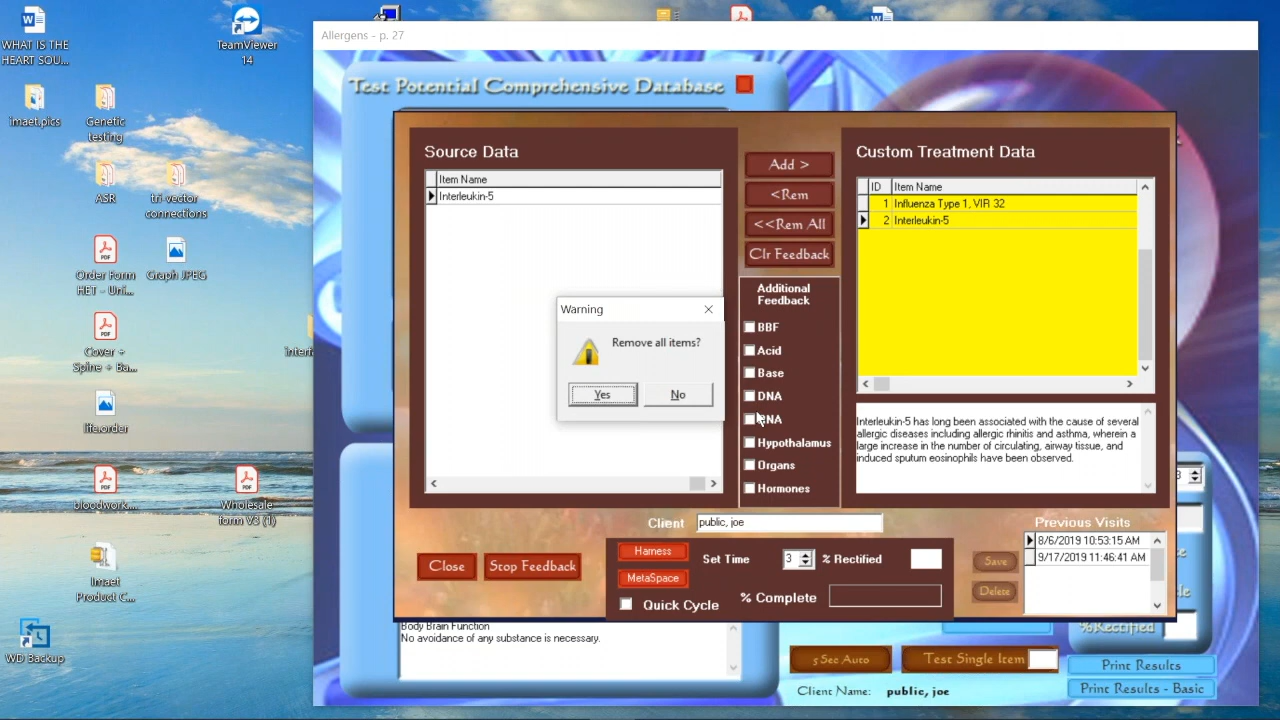 WHAT IS THE
HEART SOU...
TeamViewer
14
imaet.pics
Genetic
testing
ASR
tri-vector
connections
Order Form
HET - Uni...
Graph JPEG
Cover +
Spine + Ba...
life.order
bloodwork....
Wholesale
form V3 (1)
Imaet
Product C...
WD Backup
Allergens - p. 27
Test Potential Comprehensive Database
Source Data
Item Name
Interleukin-5
Add >
<Rem
<<Rem All
Clr Feedback
Additional
Feedback
BBF
Acid
Base
DNA
Hypothalamus
Organs
Hormones
Custom Treatment Data
ID Item Name
1 Influenza Type 1, VIR 32
2 Interleukin-5
Interleukin-5 has long been associated with the cause of several
allergic diseases including allergic rhinitis and asthma, wherein a
large increase in the number of circulating, airway tissue, and
induced sputum eosinophils have been observed.
Warning
Remove all items?
Yes
No
Client public, joe
Previous Visits
8/6/2019 10:53:15 AM
9/17/2019 11:46:41 AM
Close
Stop Feedback
Harness
MetaSpace
Set Time 3 % Rectified
Quick Cycle
% Complete
Save
Delete
Body Brain Function
No avoidance of any substance is necessary.
%Rectified
5 Sec Auto
Test Single Item
Print Results
Print Results - Basic
Client Name: public, joe